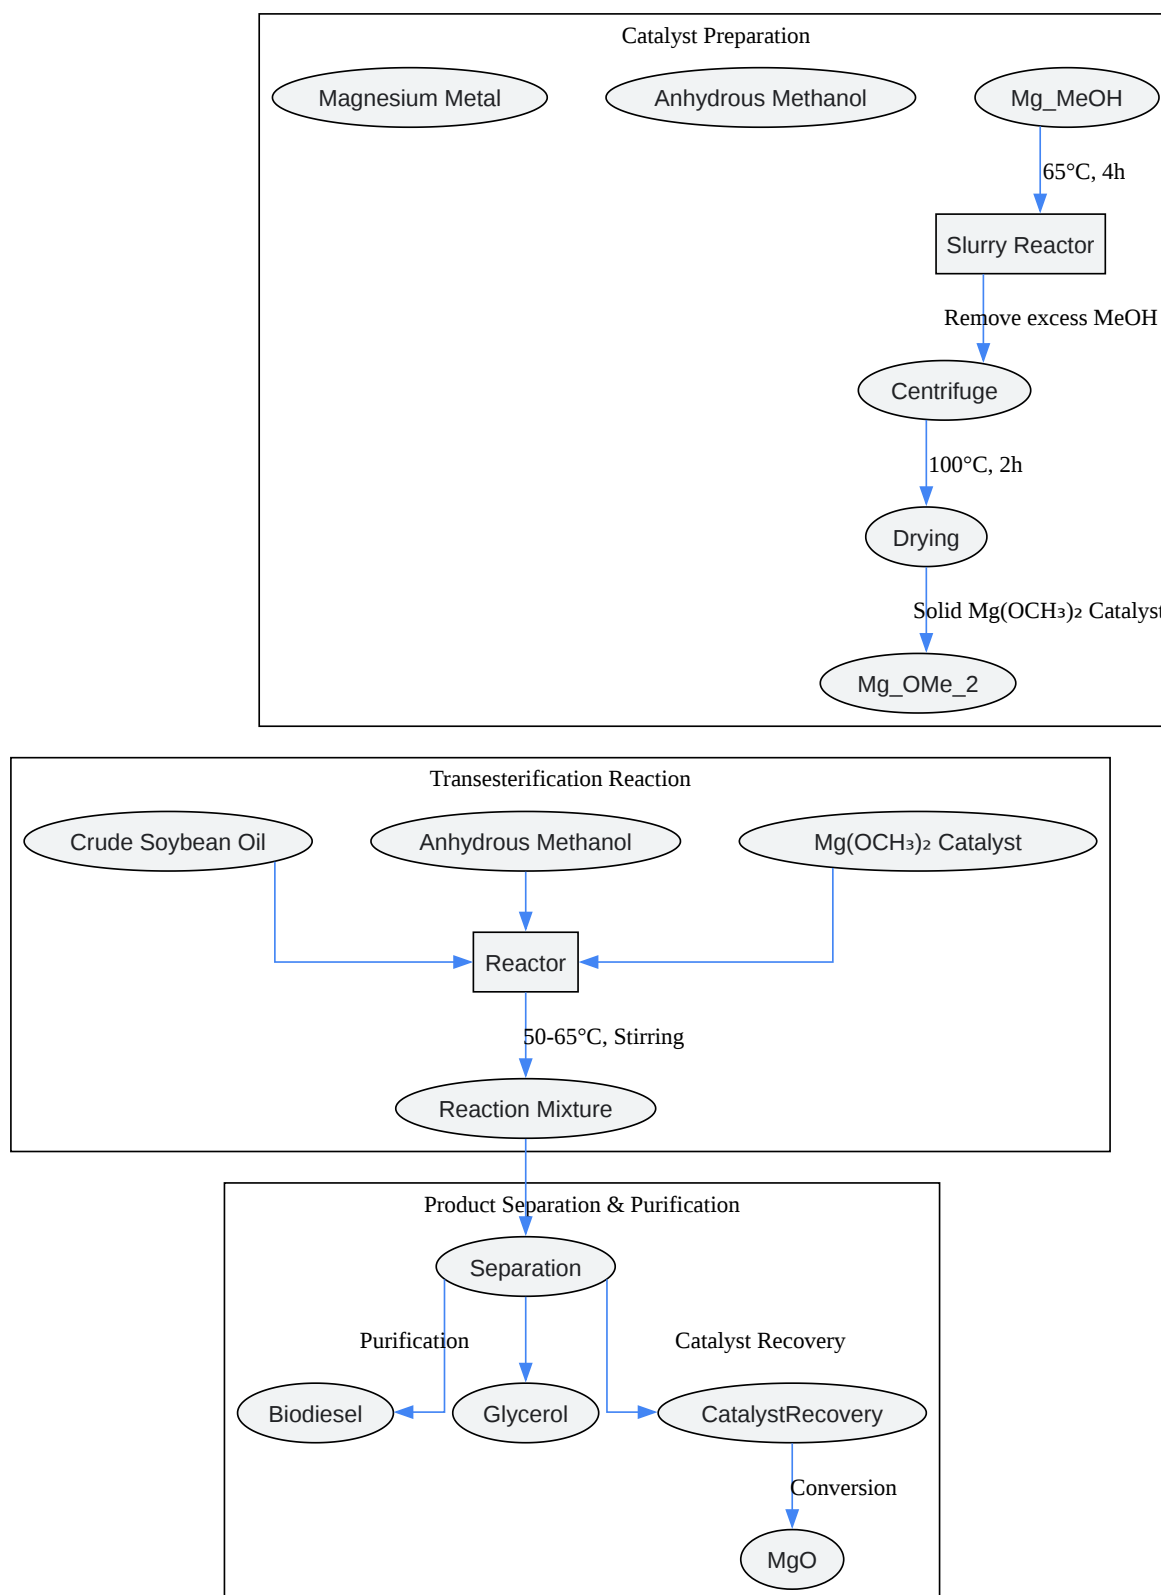 Catalyst Preparation
Magnesium Metal
Anhydrous Methanol
Mg_MeOH
65°C, 4h
Slurry Reactor
Remove excess MeOH
Centrifuge
100°C, 2h
Drying
Solid Mg(OCH₃)₂ Catalyst
Mg_OMe_2
Transesterification Reaction
Crude Soybean Oil
Anhydrous Methanol
Mg(OCH₃)₂ Catalyst
Reactor
50-65°C, Stirring
Reaction Mixture
Product Separation & Purification
Separation
Purification
Catalyst Recovery
Biodiesel
Glycerol
CatalystRecovery
Conversion
MgO